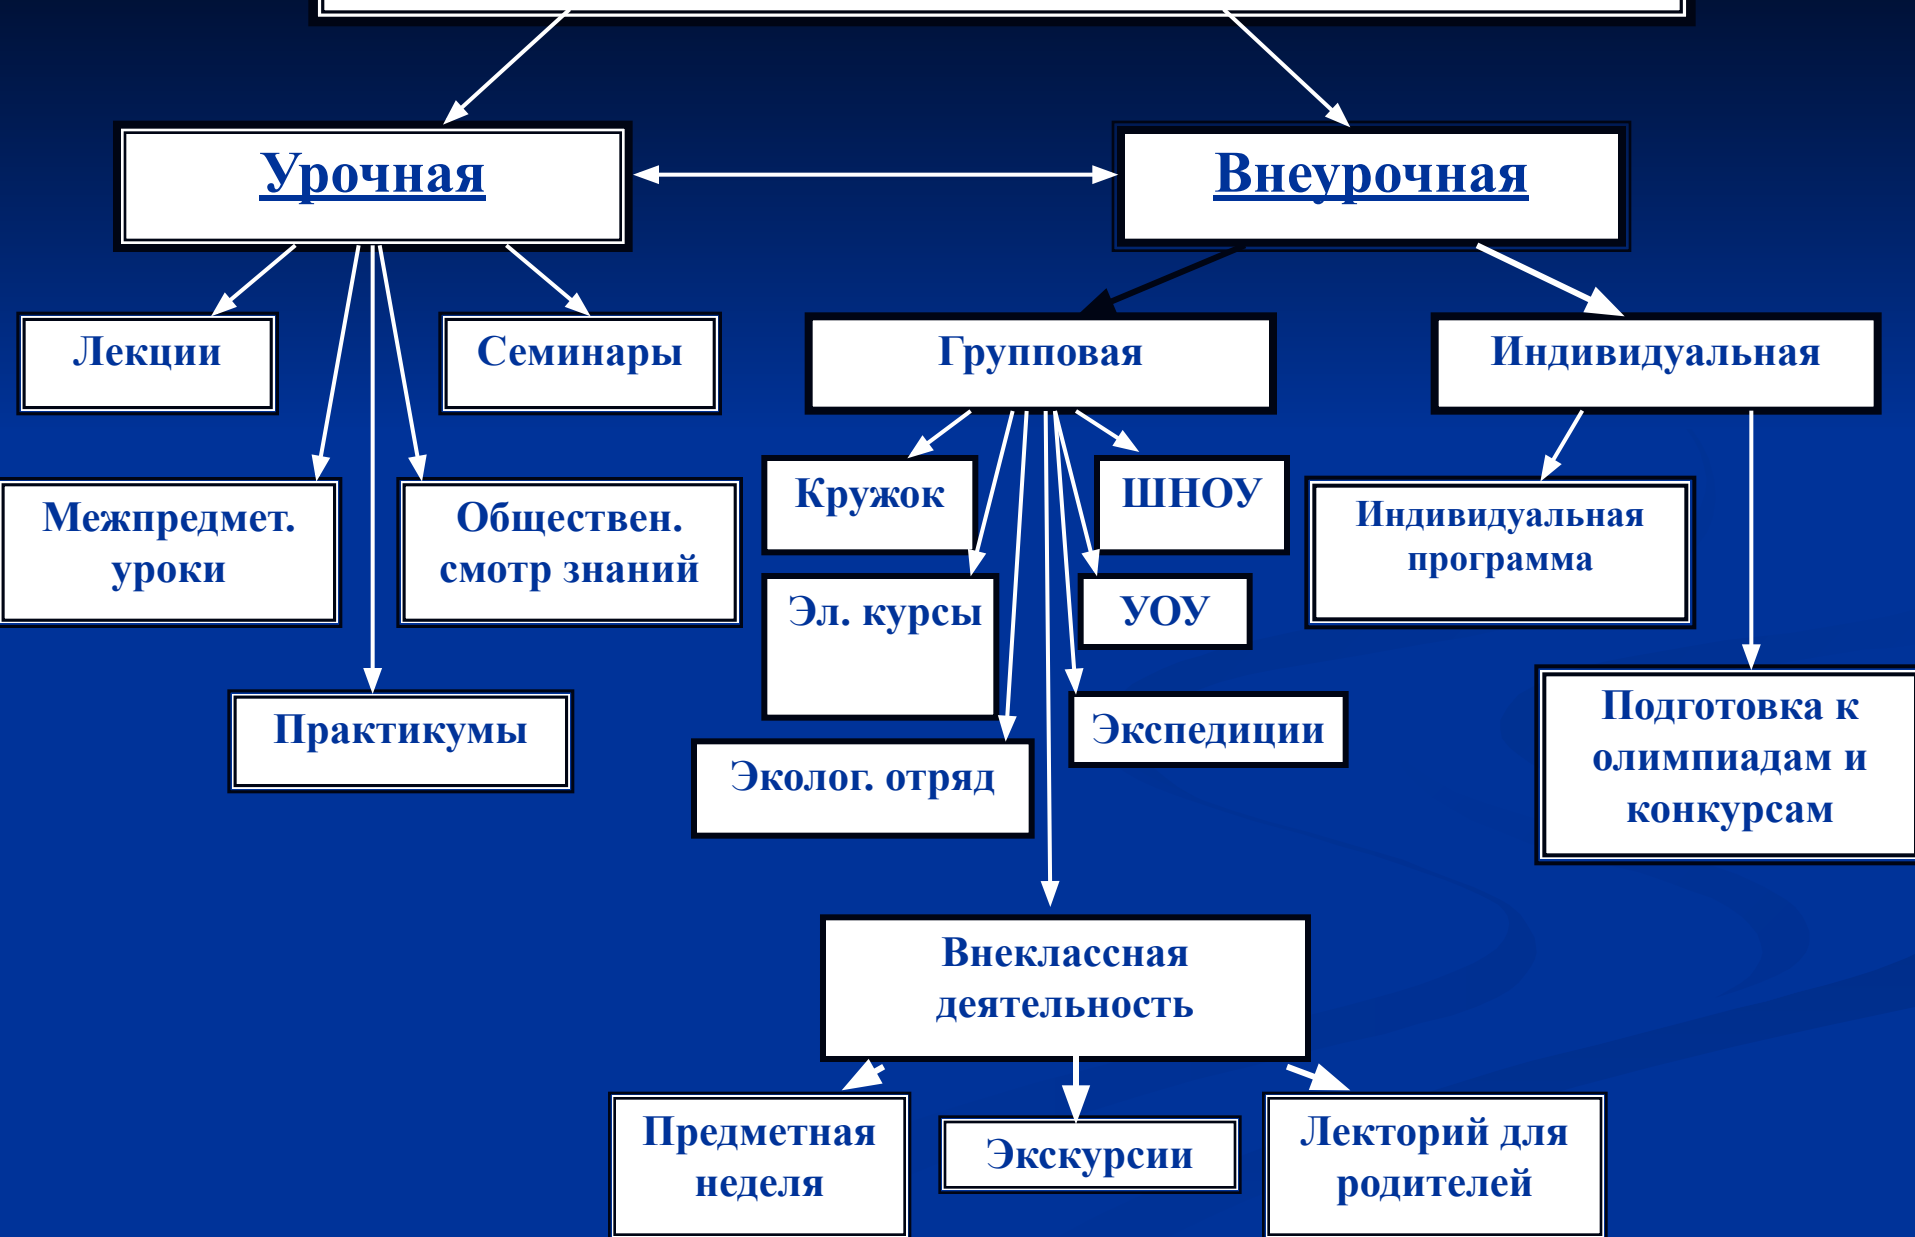 Урочная
Внеурочная
Лекции
Семинары
Групповая
Индивидуальная
Межпредмет.
уроки
Обществен.
смотр знаний
Кружок
ШНОУ
Индивидуальная
программа
Эл. курсы
УОУ
Практикумы
Эколог. отряд
Экспедиции
Подготовка к
олимпиадам и
конкурсам
Внеклассная
деятельность
Предметная
неделя
Экскурсии
Лекторий для
родителей